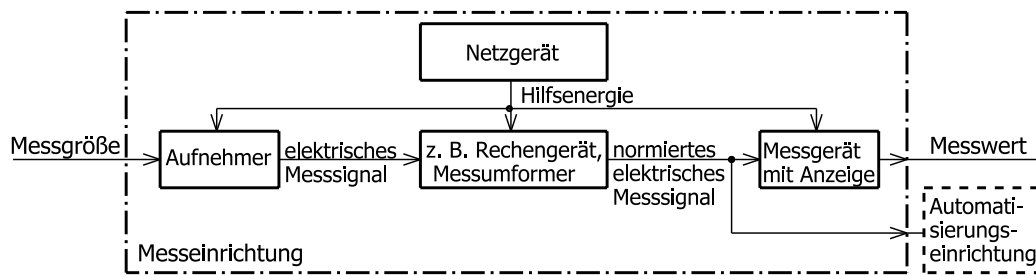 Netzgerät
Hilfsenergie
Messgröße
Aufnehmer
elektrisches
Messsignal
z. B. Rechengerät,
Messumformer
normiertes
elektrisches
Messsignal
Messgerät
mit Anzeige
Messwert
Automati-
sierungs-
einrichtung
Messeinrichtung